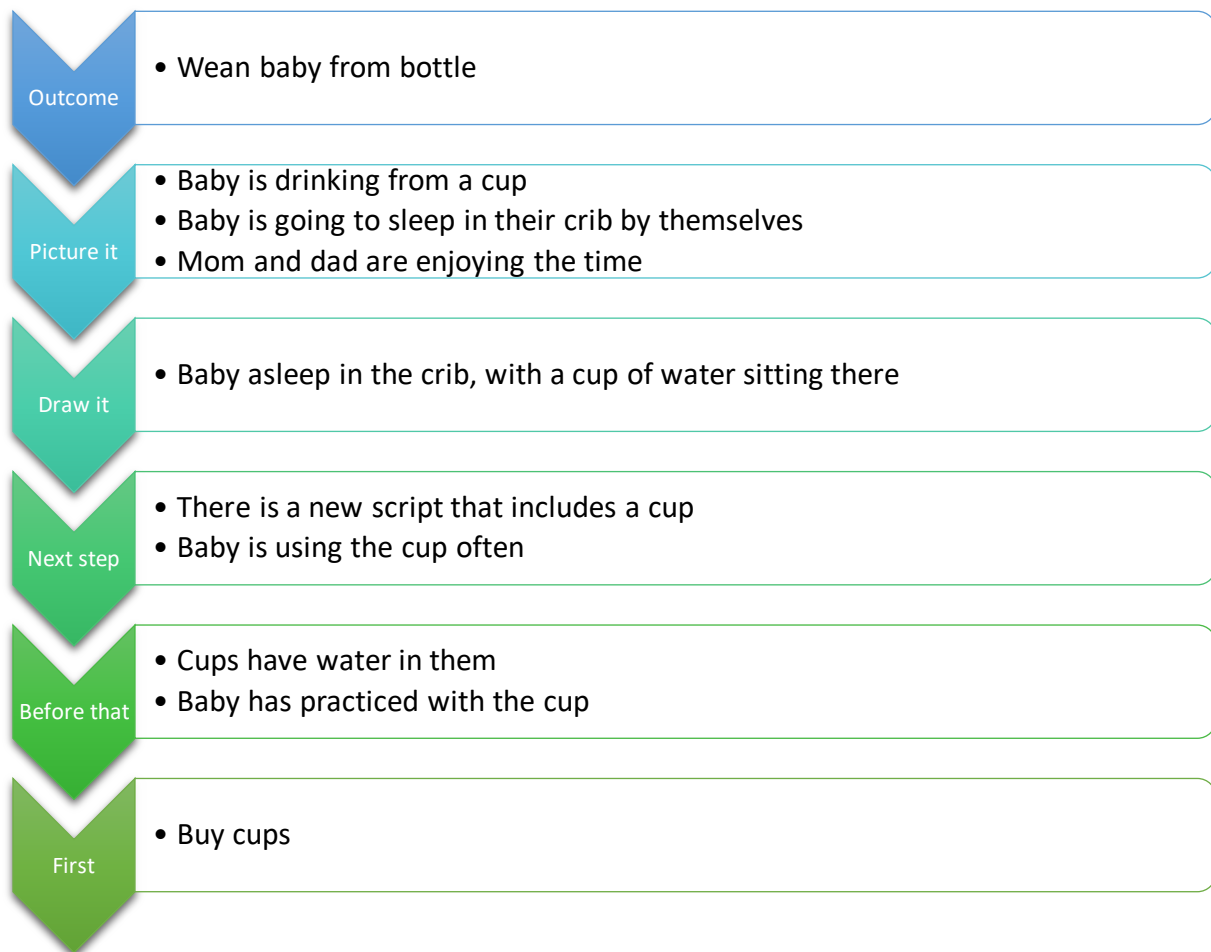 Outcome
• Wean baby from bottle
Picture it
• Baby is drinking from a cup
• Baby is going to sleep in their crib by themselves
• Mom and dad are enjoying the time
Draw it
• Baby asleep in the crib, with a cup of water sitting there
Next step
• There is a new script that includes a cup
• Baby is using the cup often
Before that
• Cups have water in them
• Baby has practiced with the cup
First
• Buy cups